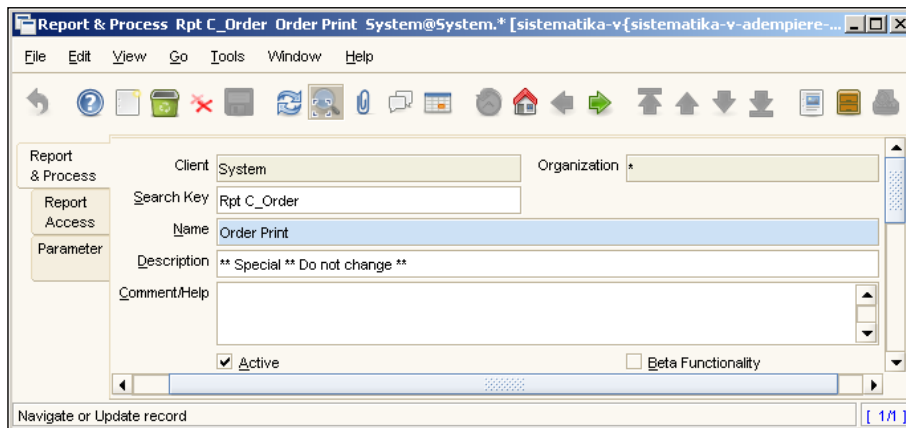 Report & Process Rpt C_Order Order Print System@System.* [sistematika-v{sistematika-v-adempiere-...
File Edit View Go Tools Window Help
Report & Process
Client System Organization *
Search Key Rpt C_Order
Report Access
Name Order Print
Parameter
Description ** Special ** Do not change **
Comment/Help
Active Beta Functionality
Navigate or Update record [ 1/1 ]